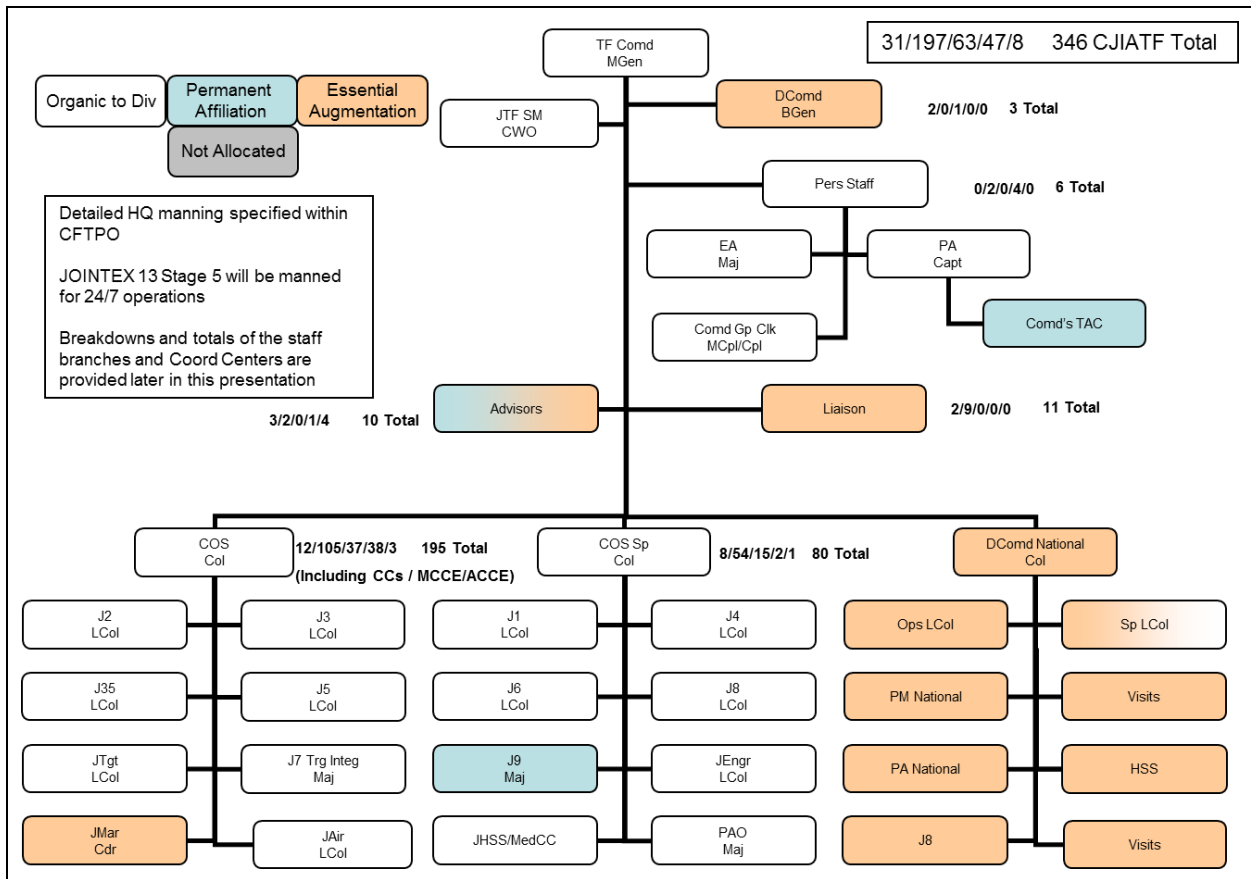 TF Comd
MGen
31/197/63/47/8 346 CJIATF Total
Organic to Div
Permanent
Affiliation
Essential
Augmentation
Not Allocated
JTF SM
CWO
DComd
BGen
2/0/1/0/0 3 Total
Pers Staff
0/2/0/4/0 6 Total
Detailed HQ manning specified within
CFTPO
JOINTEX 13 Stage 5 will be manned
for 24/7 operations
Breakdowns and totals of the staff
branches and Coord Centers are
provided later in this presentation
EA
Maj
PA
Capt
Comd Gp Clk
MCpl/Cpl
Comd's TAC
3/2/0/1/4 10 Total
Advisors
Liaison
2/9/0/0/0 11 Total
COS
Col
12/105/37/38/3 195 Total
(Including CCs / MCCE/ACCE)
COS Sp
Col
8/54/15/2/1 80 Total
DComd National
Col
J2
LCol
J3
LCol
J1
LCol
J4
LCol
Ops LCol
Sp LCol
J35
LCol
J5
LCol
J6
LCol
J8
LCol
PM National
Visits
JTgt
LCol
J7 Trg Integ
Maj
J9
Maj
JEngr
LCol
PA National
HSS
JMar
Cdr
JAir
LCol
JHSS/MedCC
PAO
Maj
J8
Visits